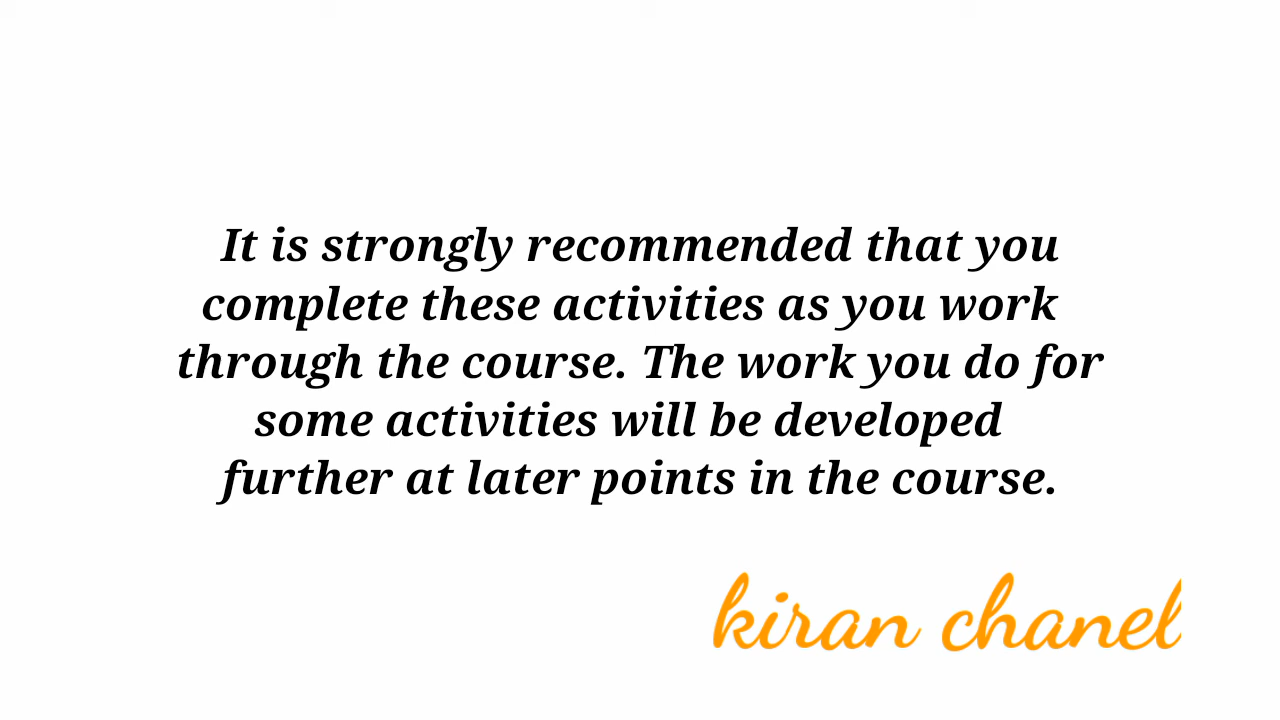 It is strongly recommended that you
complete these activities as you work
through the course. The work you do for
some activities will be developed
further at later points in the course.
kiran chanel